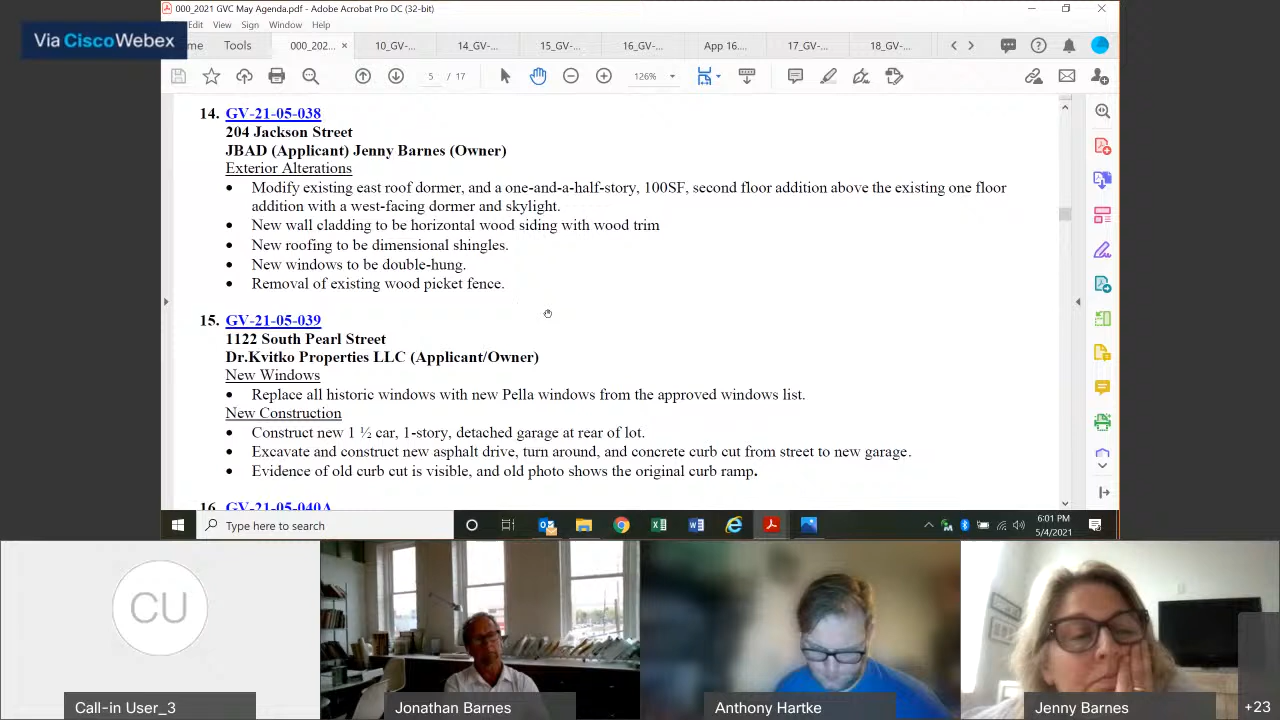 000_2021 GVC May Agenda.pdf - Adobe Acrobat Pro DC (32-bit)
Edit View Sign Window Help
Via Cisco Webex
me Tools 000_202... × 10_GV-... 14_GV-... 15_GV-... 16_GV-... App 16.... 17_GV-... 18_GV-...
5 / 17 126%
14. GV-21-05-038
204 Jackson Street
JBAD (Applicant) Jenny Barnes (Owner)
Exterior Alterations
• Modify existing east roof dormer, and a one-and-a-half-story, 100SF, second floor addition above the existing one floor
addition with a west-facing dormer and skylight.
• New wall cladding to be horizontal wood siding with wood trim
• New roofing to be dimensional shingles.
• New windows to be double-hung.
• Removal of existing wood picket fence.
15. GV-21-05-039
1122 South Pearl Street
Dr.Kvitko Properties LLC (Applicant/Owner)
New Windows
• Replace all historic windows with new Pella windows from the approved windows list.
New Construction
• Construct new 1 ½ car,1-story, detached garage at rear of lot.
• Excavate and construct new asphalt drive, turn around, and concrete curb cut from street to new garage.
• Evidence of old curb cut is visible, and old photo shows the original curb ramp.
16 GV-21-05-040A
Type here to search
6:01 PM
5/4/2021
CU
Call-in User_3
Jonathan Barnes
Anthony Hartke
Jenny Barnes
+23